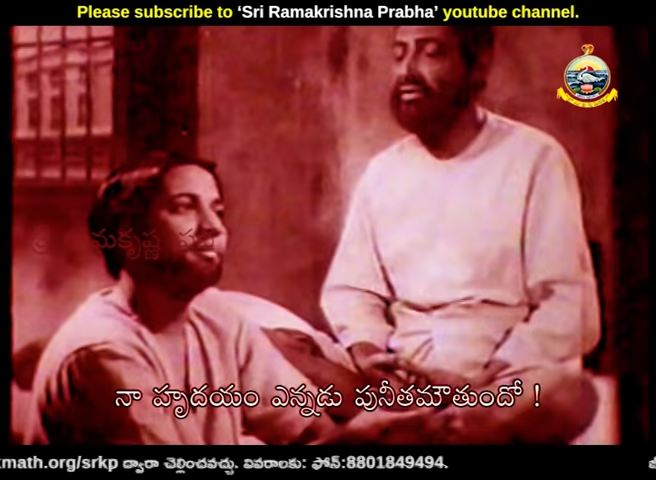 Please subscribe to ‘Sri Ramakrishna Prabha’ youtube channel.
నా హృదయం ఎన్నడు పునీతమౌతుందో !
kmath.org/srkp ద్వారా చెల్లించవచ్చు. వివరాలకు: ఫోన్:8801849494.